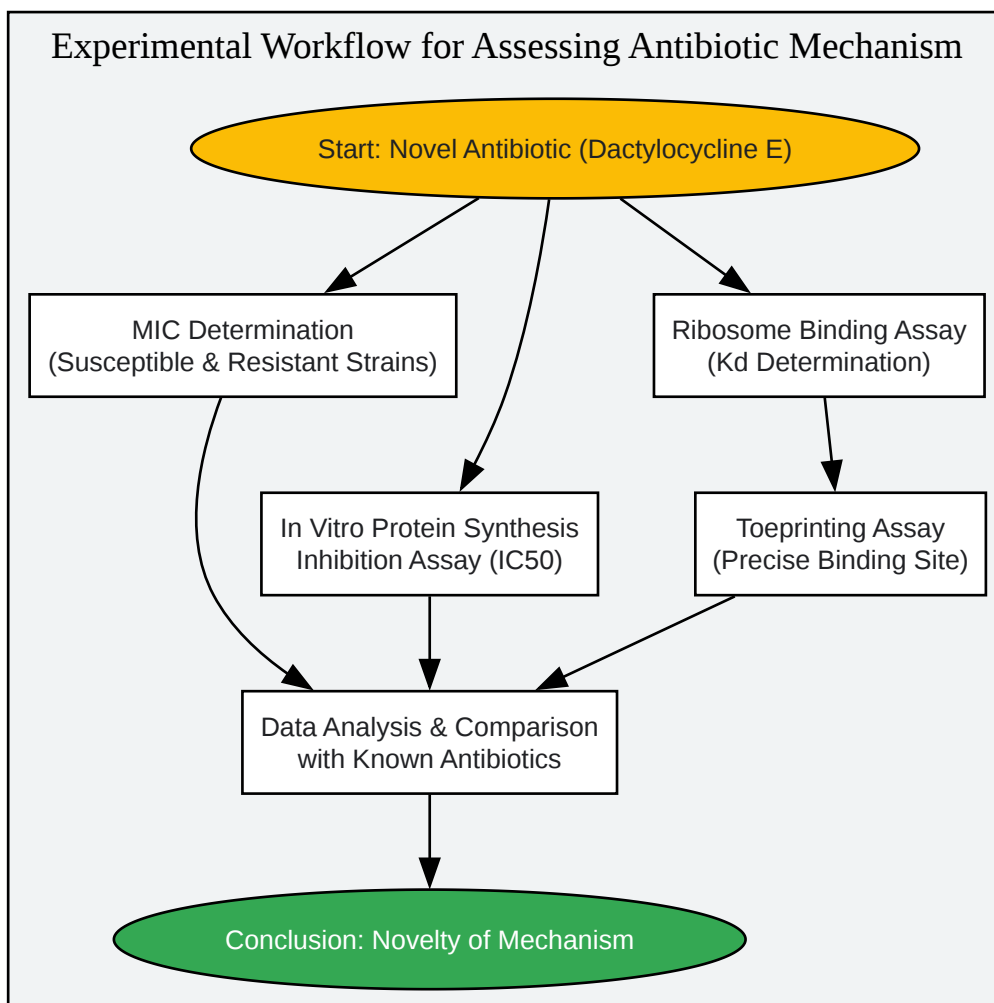 Experimental Workflow for Assessing Antibiotic Mechanism
Start: Novel Antibiotic (Dactylocycline E)
MIC Determination
(Susceptible & Resistant Strains)
Ribosome Binding Assay
(Kd Determination)
In Vitro Protein Synthesis
Inhibition Assay (IC50)
Toeprinting Assay
(Precise Binding Site)
Data Analysis & Comparison
with Known Antibiotics
Conclusion: Novelty of Mechanism